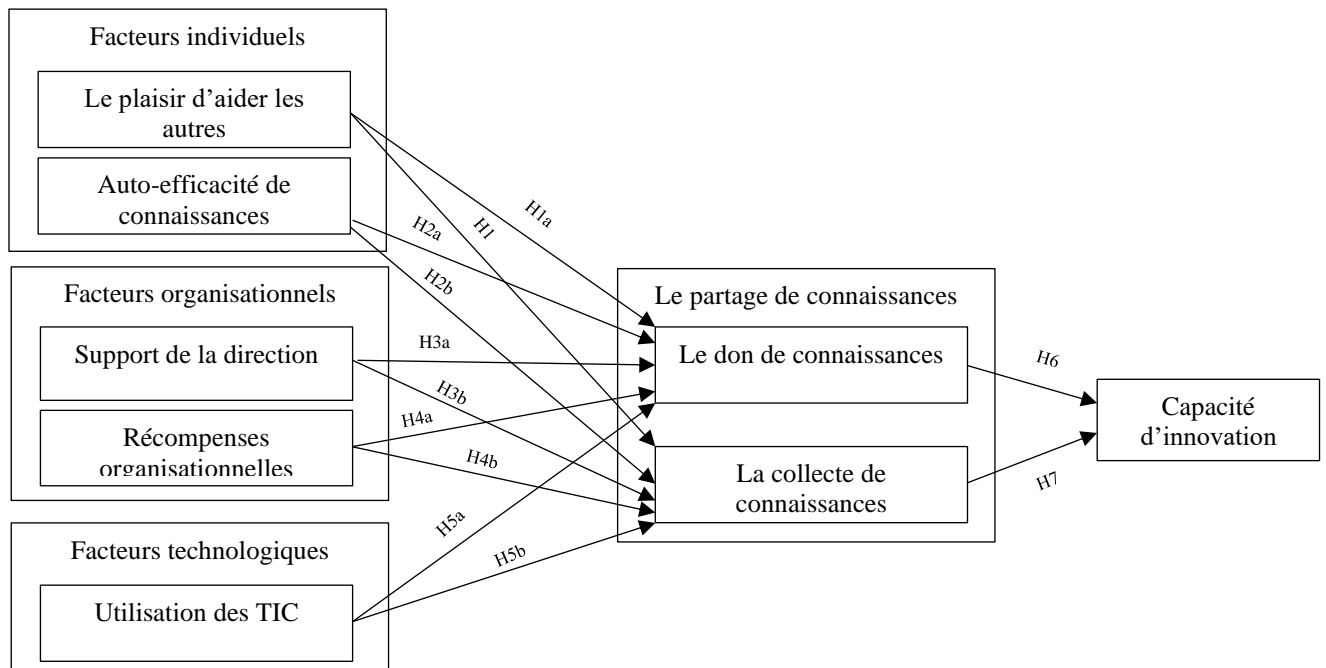 Facteurs individuels
Le plaisir d’aider les
autres
Auto-efficacité de
connaissances
Facteurs organisationnels
Support de la direction
Récompenses
organisationnelles
Facteurs technologiques
Utilisation des TIC
H1a
H1
H2a
H2b
H3a
H3b
H4a
H4b
H5a
H5b
Le partage de connaissances
Le don de connaissances
La collecte de
connaissances
H6
H7
Capacité
d’innovation